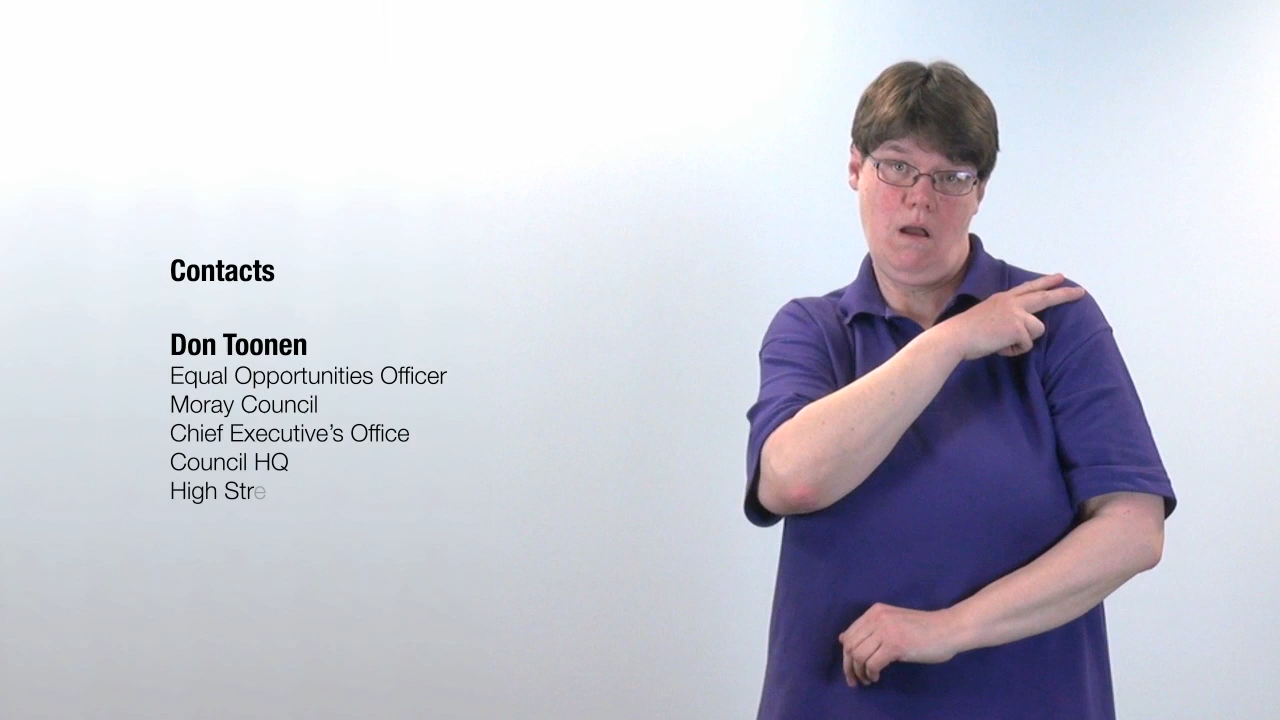 Contacts
Don Toonen
Equal Opportunities Officer
Moray Council
Chief Executive’s Office
Council HQ
High Stre